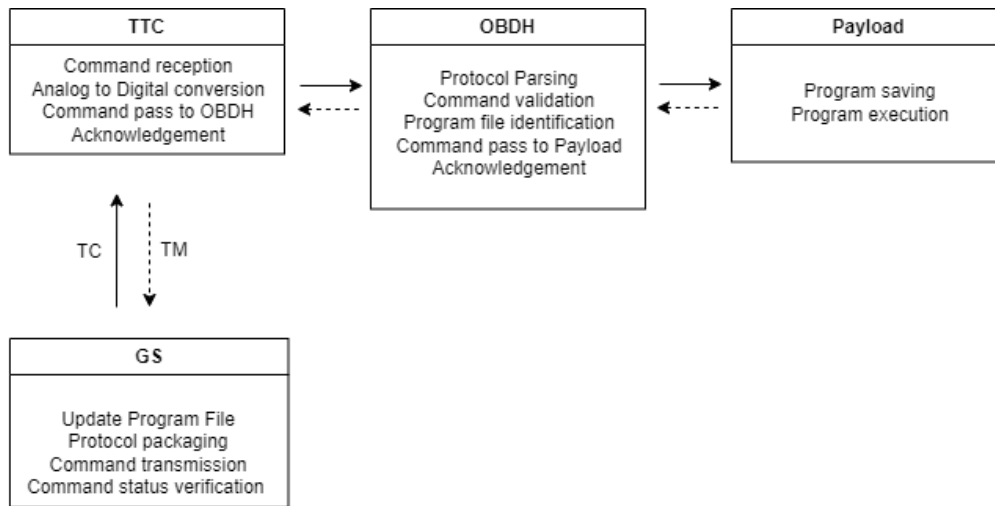 TTC
Command reception
Analog to Digital conversion
Command pass to OBDH
Acknowledgement
OBDH
Protocol Parsing
Command validation
Program file identification
Command pass to Payload
Acknowledgement
Payload
Program saving
Program execution
TC
TM
GS
Update Program File
Protocol packaging
Command transmission
Command status verification